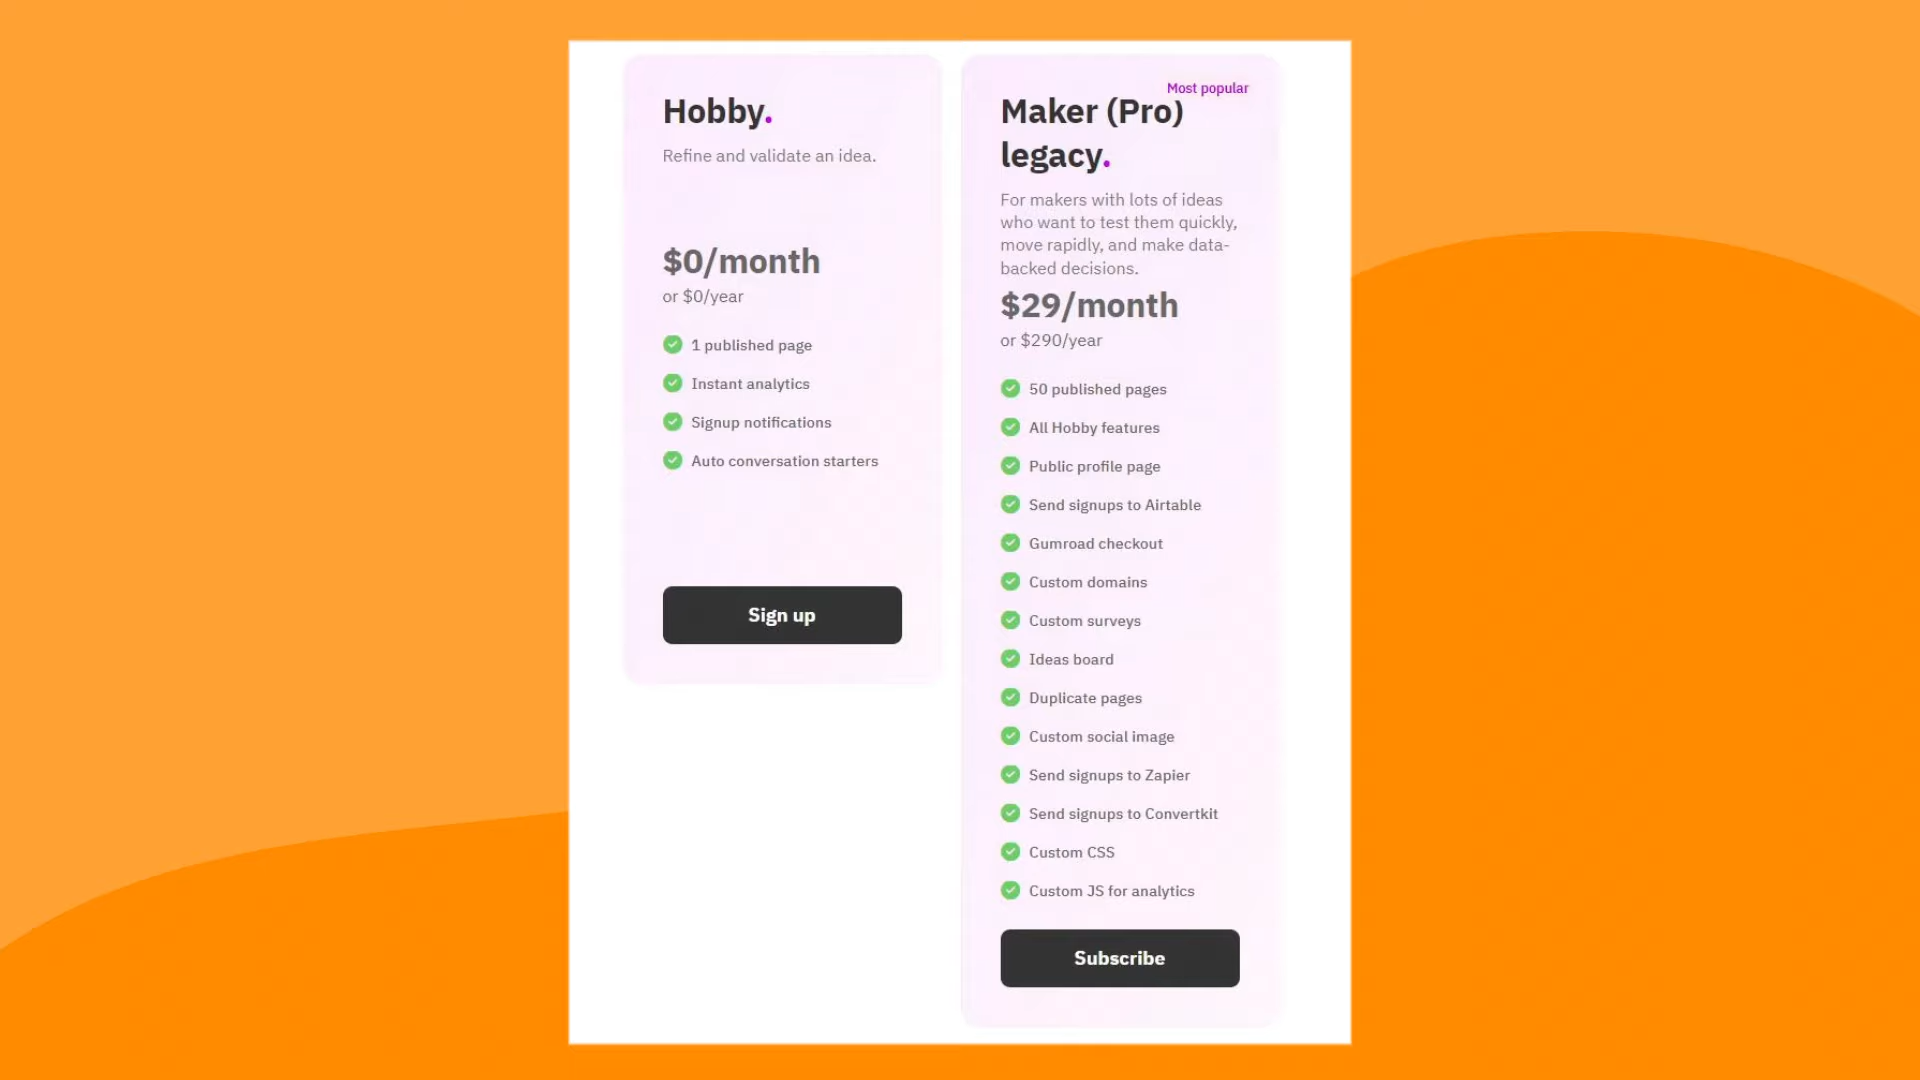 Hobby.
Refine and validate an idea.
$0/month
or $0/year
1 published page
Instant analytics
Signup notifications
Auto conversation starters
Sign up
Most popular
Maker (Pro)
legacy.
For makers with lots of ideas
who want to test them quickly,
move rapidly, and make data-
backed decisions.
$29/month
or $290/year
50 published pages
All Hobby features
Public profile page
Send signups to Airtable
Gumroad checkout
Custom domains
Custom surveys
Ideas board
Duplicate pages
Custom social image
Send signups to Zapier
Send signups to Convertkit
Custom CSS
Custom JS for analytics
Subscribe